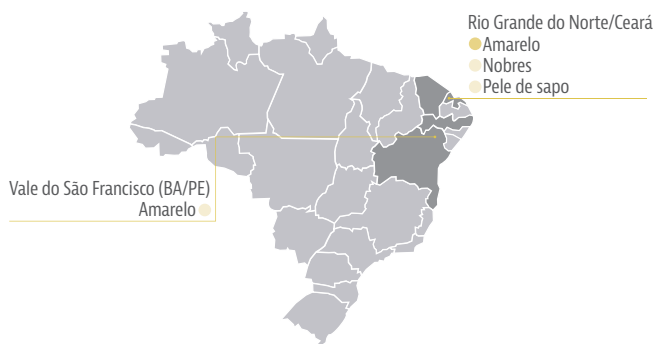 Rio Grande do Norte/Ceará
Amarelo
Nobres
Pele de sapo
Vale do São Francisco (BA/PE)
Amarelo